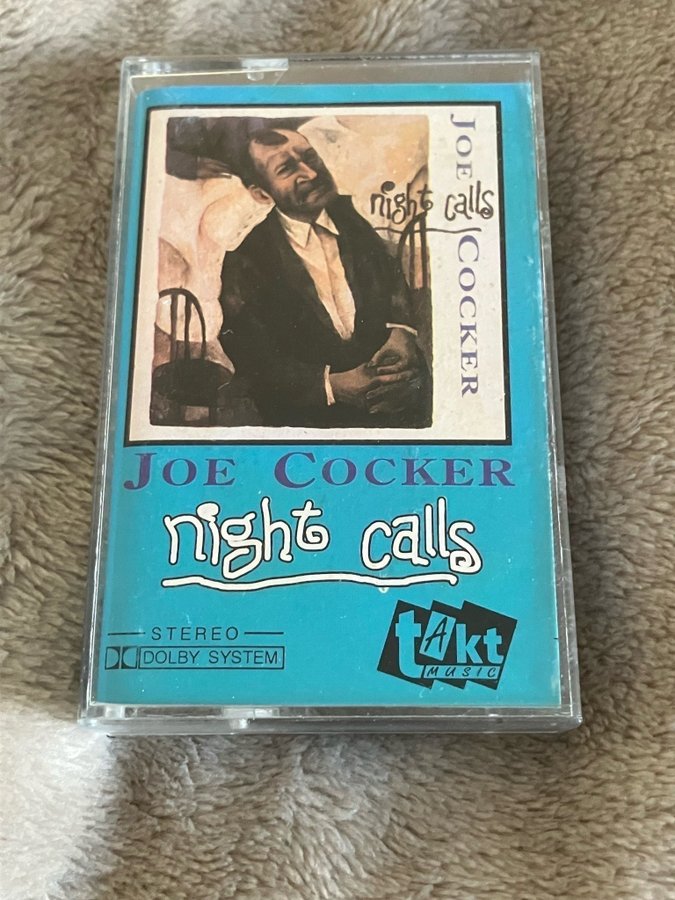 JOE COCKER
night calls
JOE COCKER
night calls
STEREO
DOLBY SYSTEM
tAkt
MUSIC